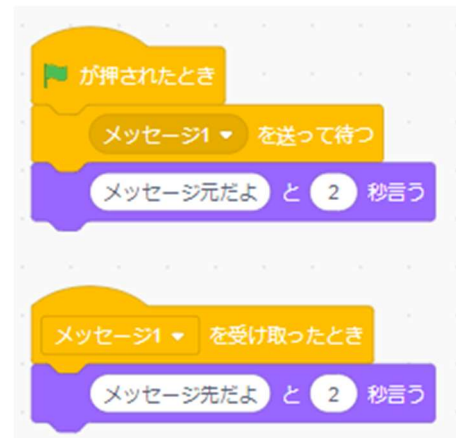 が押されたとき
メッセージ1 を送って待つ
メッセージ元だよ と 2 秒言う
メッセージ1 を受け取ったとき
メッセージ先だよ と 2 秒言う